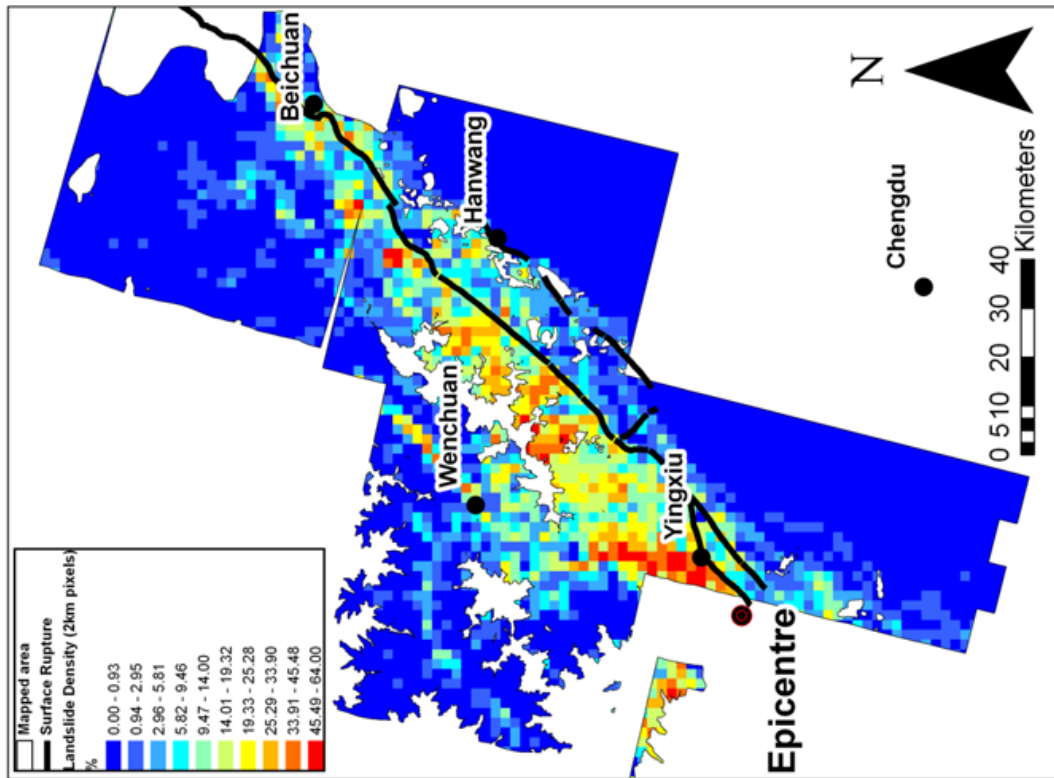 Mapped area
Surface Rupture
Landslide Density (2km pixels)
%
0.00 - 0.93
0.94 - 2.95
2.96 - 5.81
5.82 - 9.46
9.47 - 14.00
14.01 - 19.32
19.33 - 25.28
25.29 - 33.90
33.91 - 45.48
45.49 - 64.00
Beichuan
Hanwang
Wenchuan
Yingxiu
Epicentre
Chengdu
N
0 5 10 20 30 40
Kilometers